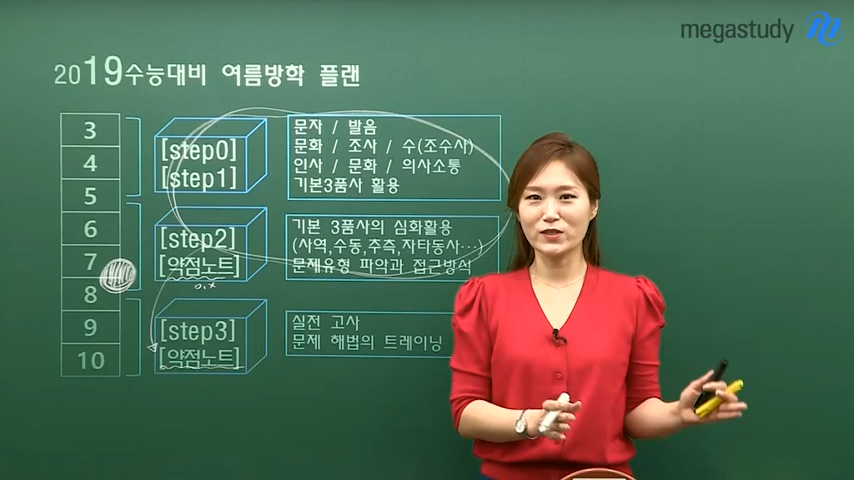 megastudy
2019수능대비 여름방학 플랜
3
4
5
6
7
8
9
10
[step0]
[step1]
문자 / 발음
문화 / 조사 / 수(조수사)
인사 / 문화 / 의사소통
기본3품사 활용
[step2]
[약점노트]
o.x
기본 3품사의 심화활용
(사역,수동,추측,자타동사…)
문제유형 파악과 접근방식
[step3]
[약점노트]
실전 고사
문제 해법의 트레이닝